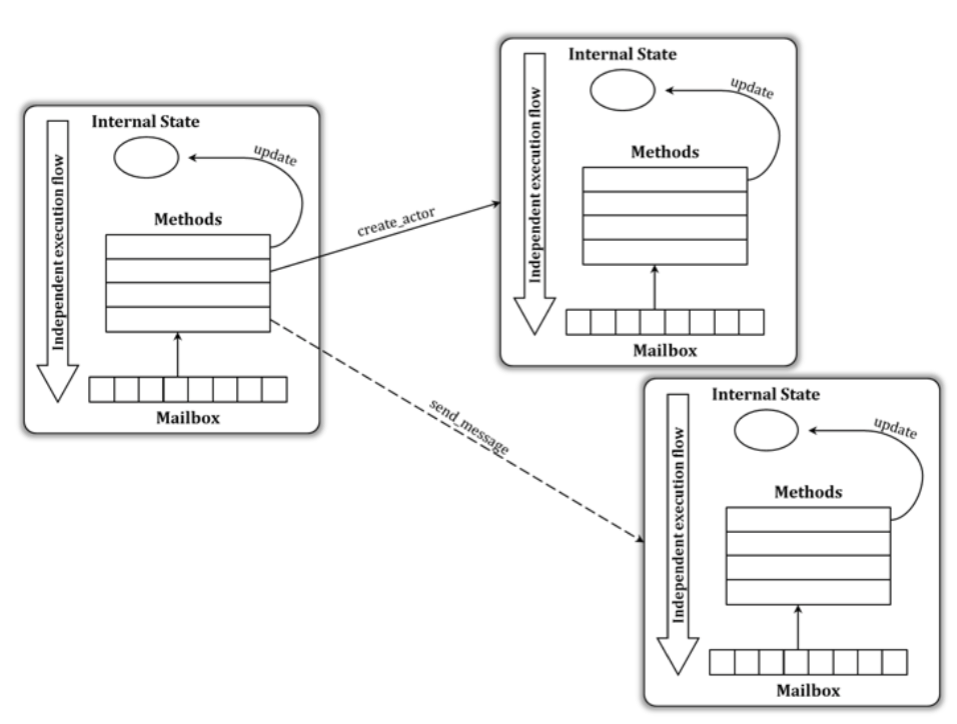 Internal State
update
Independent execution flow
Methods
Mailbox
create_actor
send_message
Internal State
update
Independent execution flow
Methods
Mailbox
Internal State
update
Independent execution flow
Methods
Mailbox